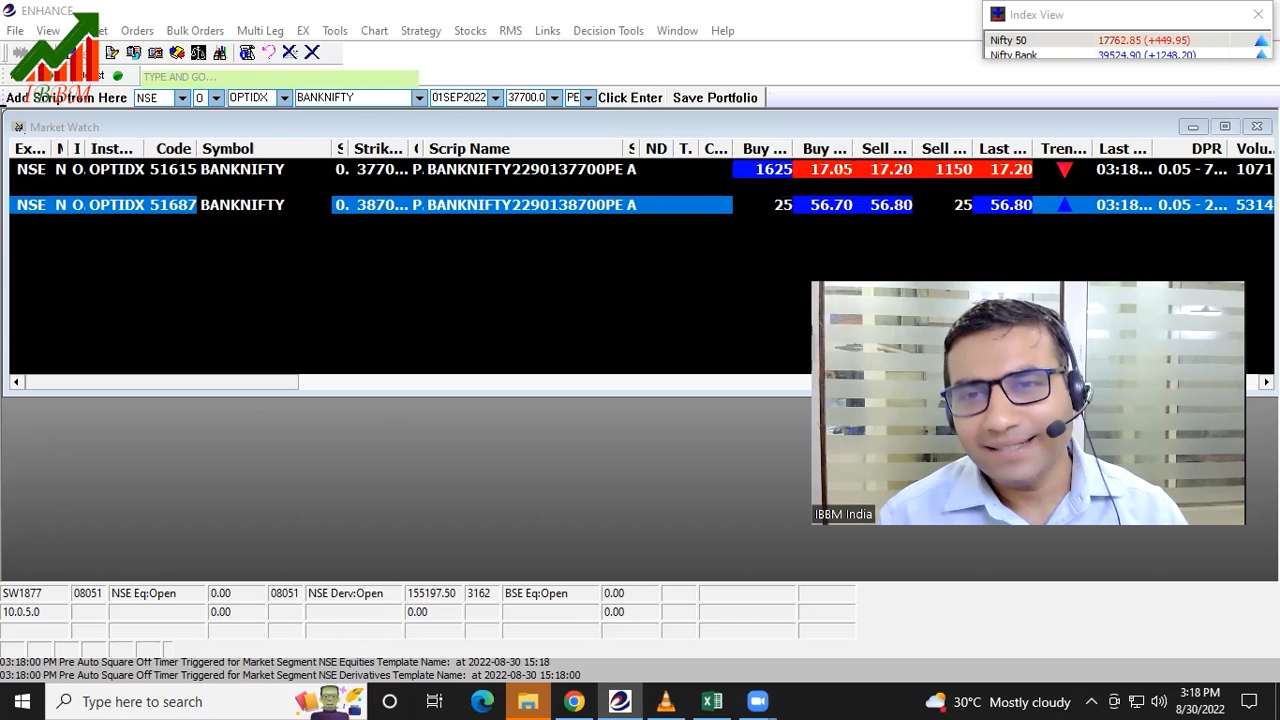 ENHANCE
File View Orders Bulk Orders Multi Leg EX Tools Chart Strategy Stocks RMS Links Decision Tools Window Help
Index View
Nifty 50 17762.85 (+449.95)
Nifty Bank 39524.90 (+1248.20)
TYPE AND GO...
IBBM
Add Script from Here NSE O OPTIDX BANKNIFTY 01SEP2022 37700.0 PE Click Enter Save Portfolio
Market Watch
Ex... M I Inst... Code Symbol S Strik... Scrip Name S ND T. C... Buy ... Buy ... Sell ... Sell ... Last ... Tren... Last ... DPR Volu...
NSE N O. OPTIDX 51615 BANKNIFTY 0. 3770... P. BANKNIFTY2290137700PE A 1625 17.05 17.20 1150 17.20 03:18... 0.05 - 7... 1071
NSE N O. OPTIDX 51687 BANKNIFTY 0. 3870... P. BANKNIFTY2290138700PE A 25 56.70 56.80 25 56.80 03:18... 0.05 - 2... 5314
IBBM India
SW1877 08051 NSE Eq:Open 0.00 08051 NSE Derv:Open 155197.50 3162 BSE Eq:Open 0.00
10.0.5.0 0.00 0.00 0.00
03:18:00 PM Pre Auto Square Off Timer Triggered for Market Segment NSE Equities Template Name: at 2022-08-30 15:18
03:18:00 PM Pre Auto Square Off Timer Triggered for Market Segment NSE Derivatives Template Name: at 2022-08-30 15:18:00
Type here to search
30°C Mostly cloudy
3:18 PM
8/30/2022